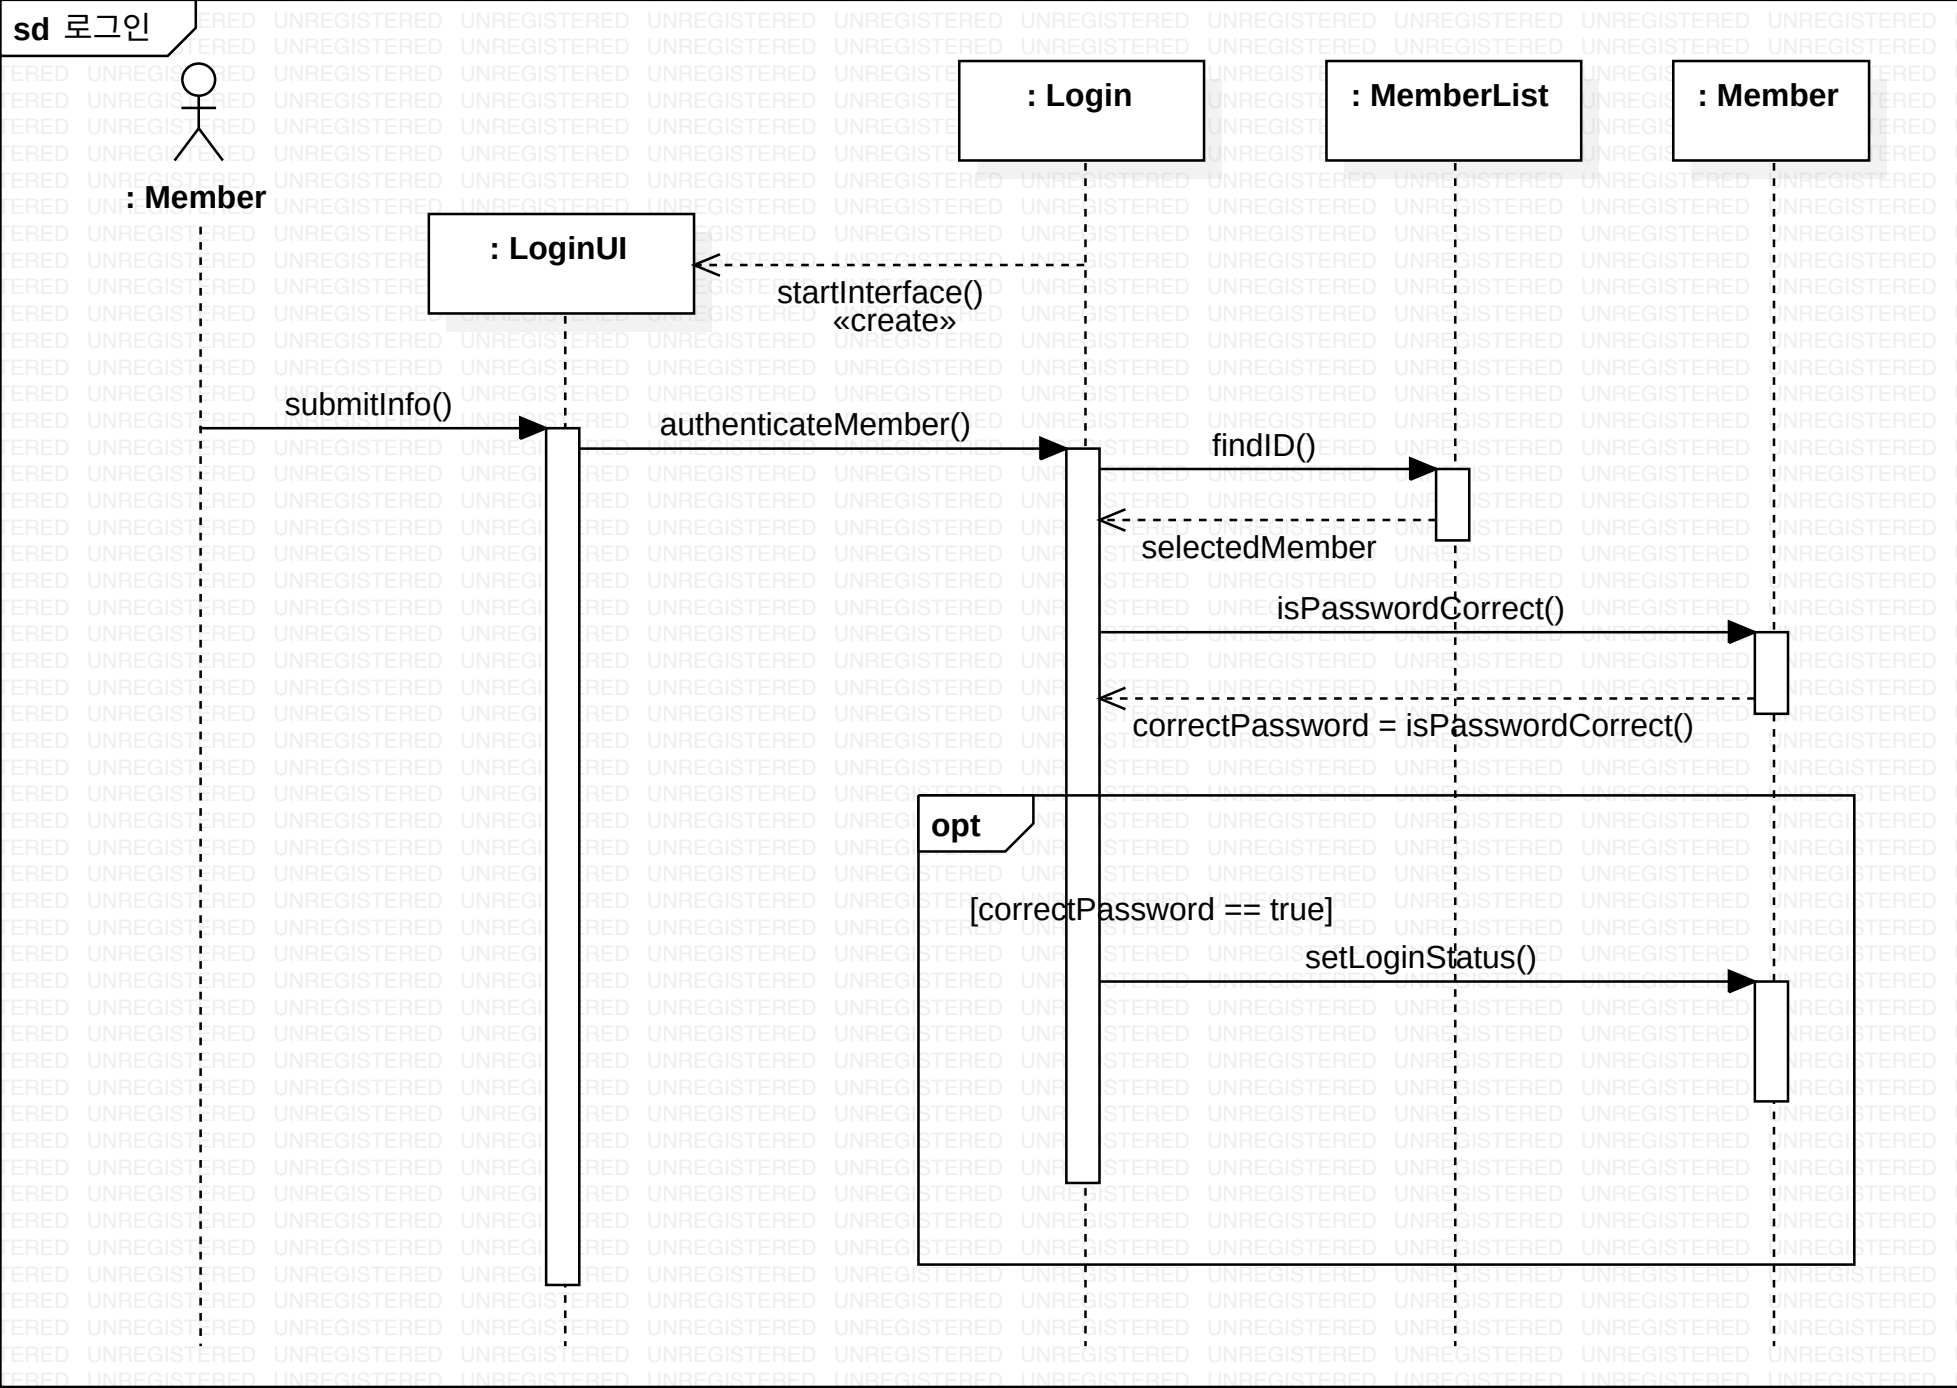 sd 로그인
: Login
: MemberList
: Member
: Member
: LoginUI
startInterface()
«create»
submitInfo()
authenticateMember()
findID()
selectedMember
isPasswordCorrect()
correctPassword = isPasswordCorrect()
opt
[correctPassword == true]
setLoginStatus()
UNREGISTERED